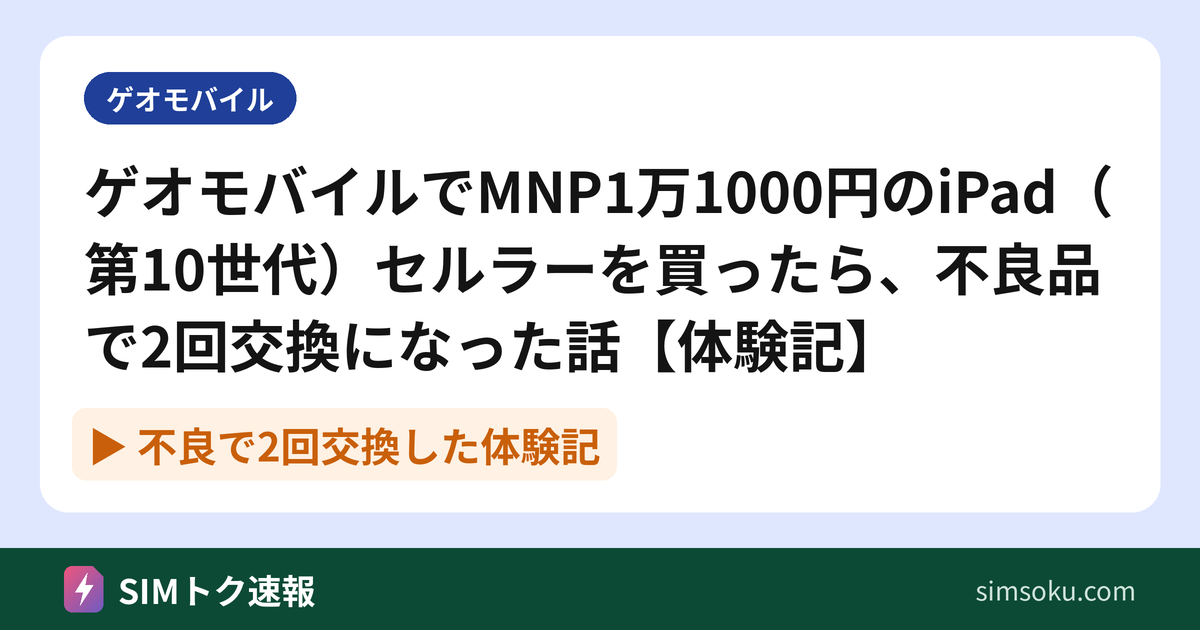 ゲオモバイル
ゲオモバイルでMNP1万1000円のiPad（
第10世代）セルラーを買ったら、不良品
で2回交換になった話【体験記】
▶ 不良で2回交換した体験記
SIMトク速報
simsoku.com